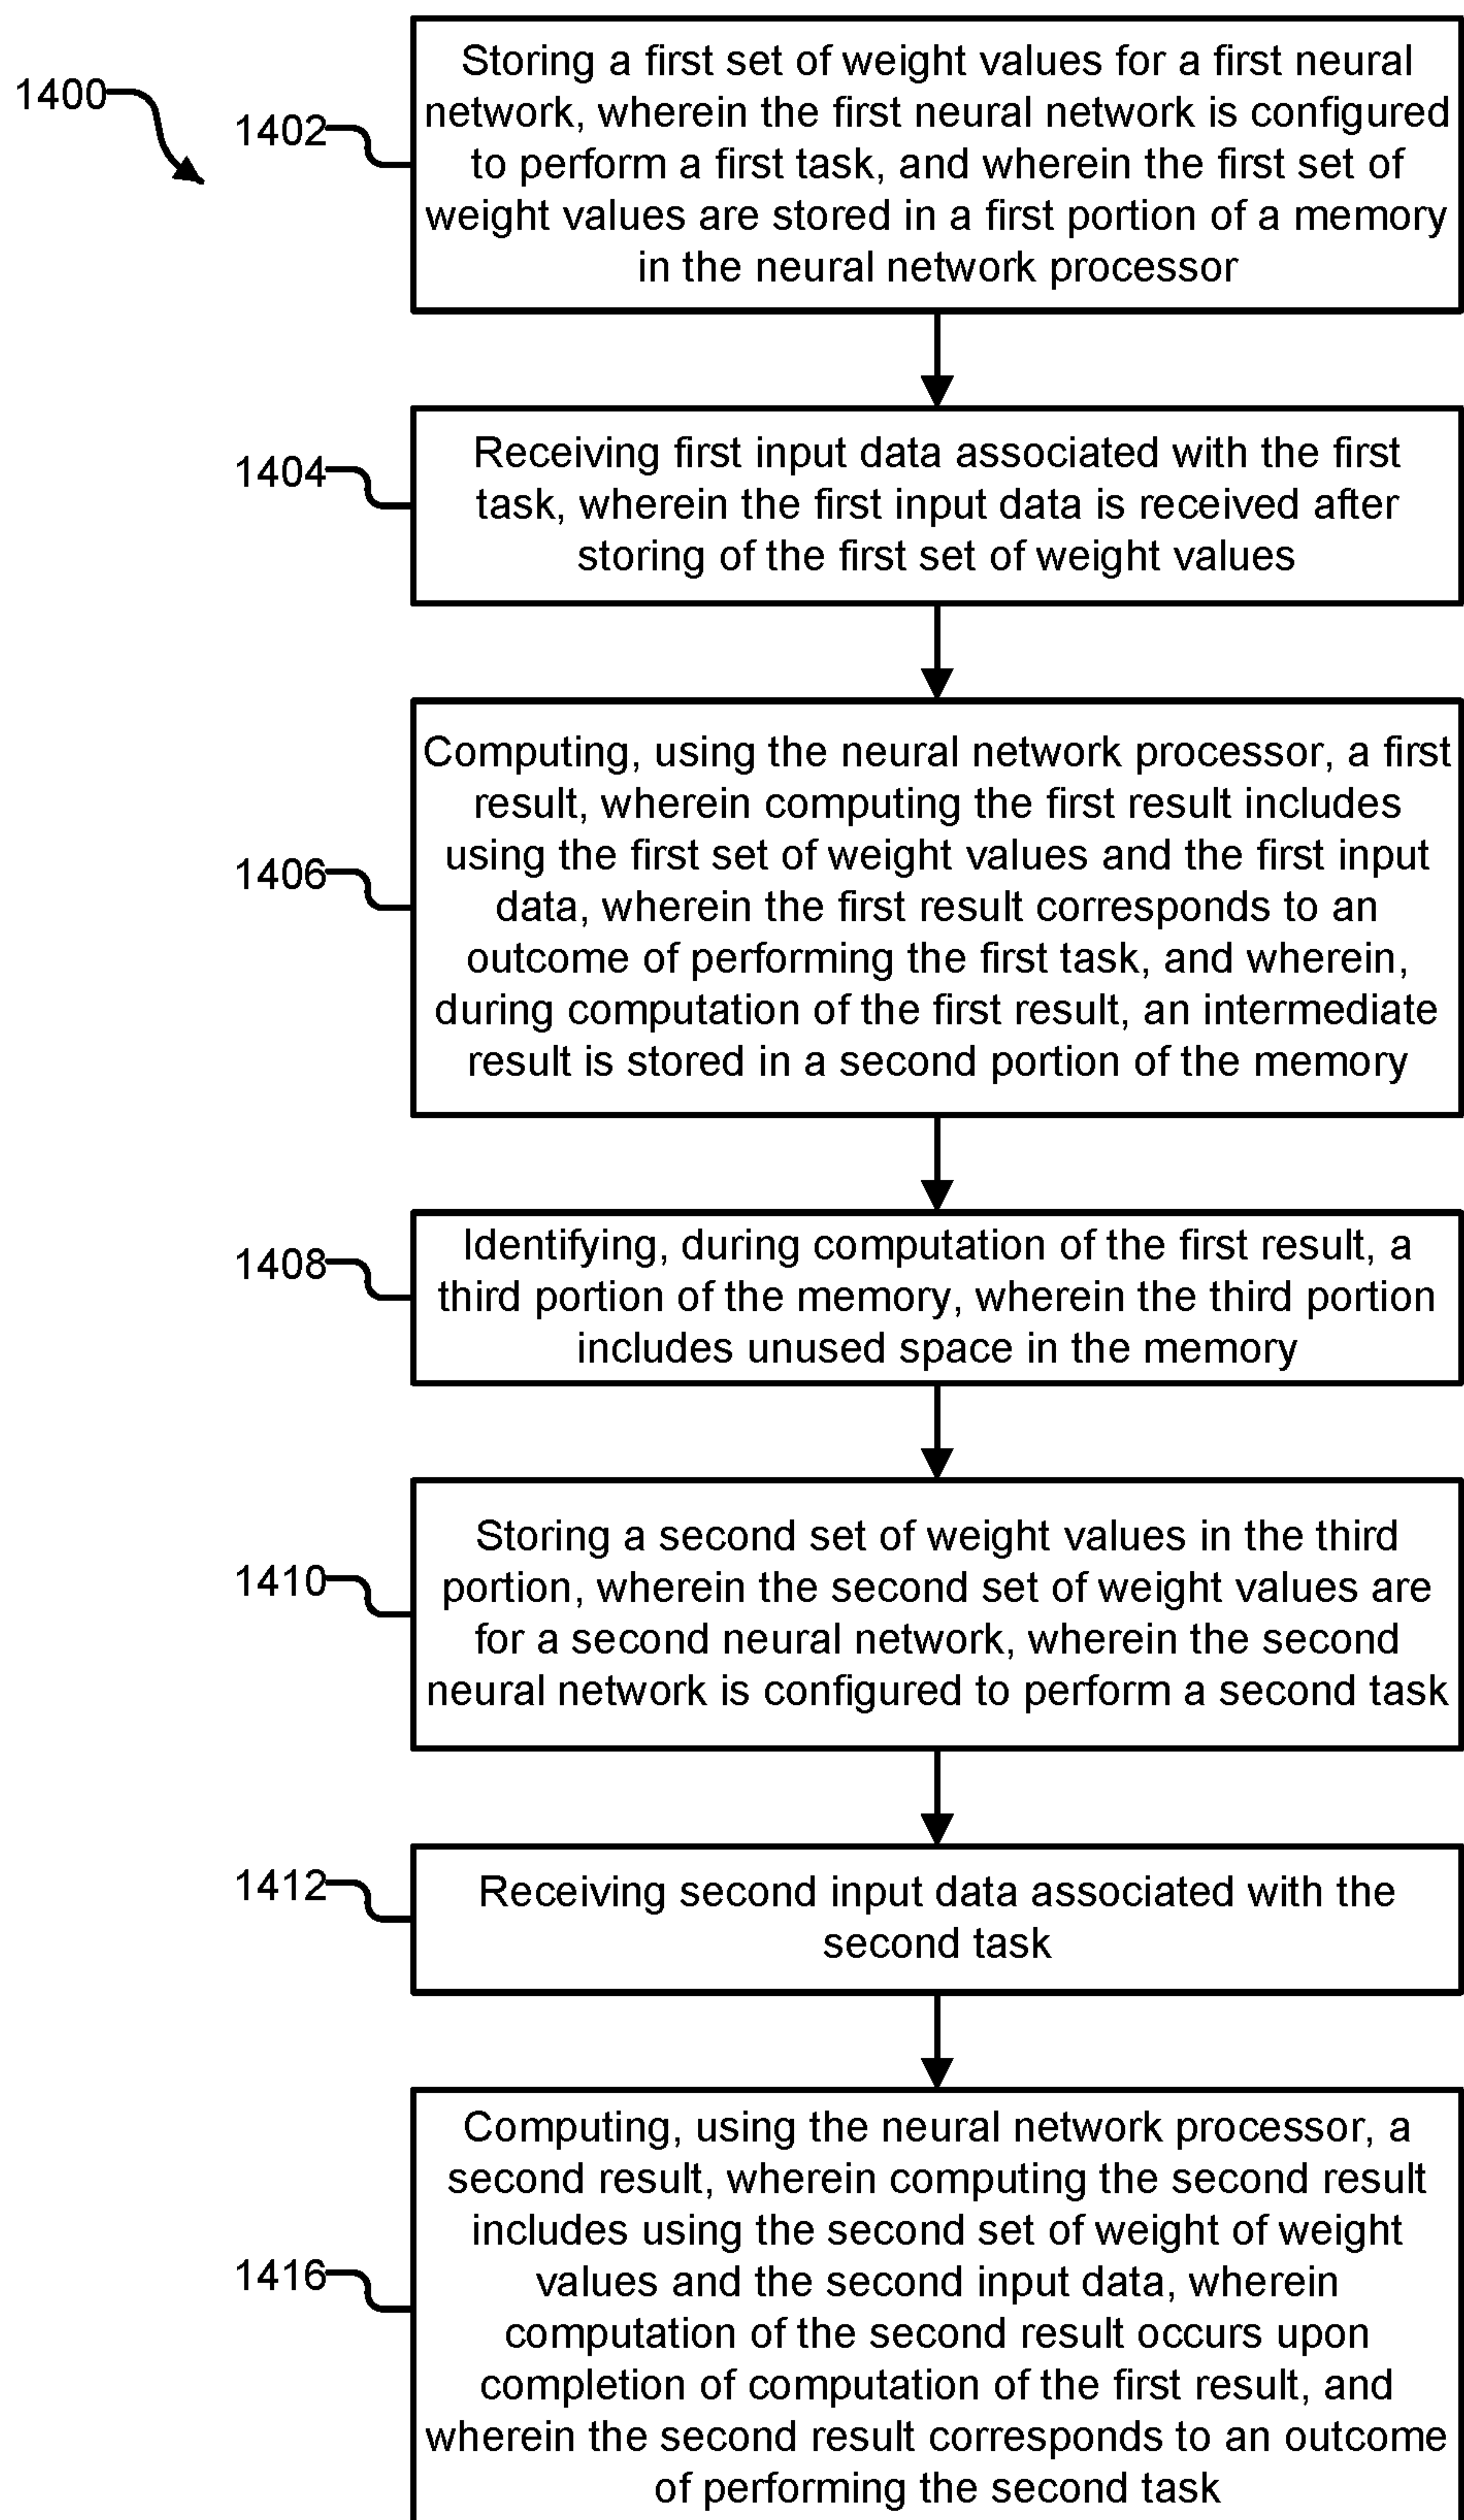 1400
1402
Storing a first set of weight values for a first neural
network, wherein the first neural network is configured
to perform a first task, and wherein the first set of
weight values are stored in a first portion of a memory
in the neural network processor
1404
Receiving first input data associated with the first
task, wherein the first input data is received after
storing of the first set of weight values
1406
Computing, using the neural network processor, a first
result, wherein computing the first result includes
using the first set of weight values and the first input
data, wherein the first result corresponds to an
outcome of performing the first task, and wherein,
during computation of the first result, an intermediate
result is stored in a second portion of the memory
1408
Identifying, during computation of the first result, a
third portion of the memory, wherein the third portion
includes unused space in the memory
1410
Storing a second set of weight values in the third
portion, wherein the second set of weight values are
for a second neural network, wherein the second
neural network is configured to perform a second task
1412
Receiving second input data associated with the
second task
1416
Computing, using the neural network processor, a
second result, wherein computing the second result
includes using the second set of weight of weight
values and the second input data, wherein
computation of the second result occurs upon
completion of computation of the first result, and
wherein the second result corresponds to an outcome
of performing the second task